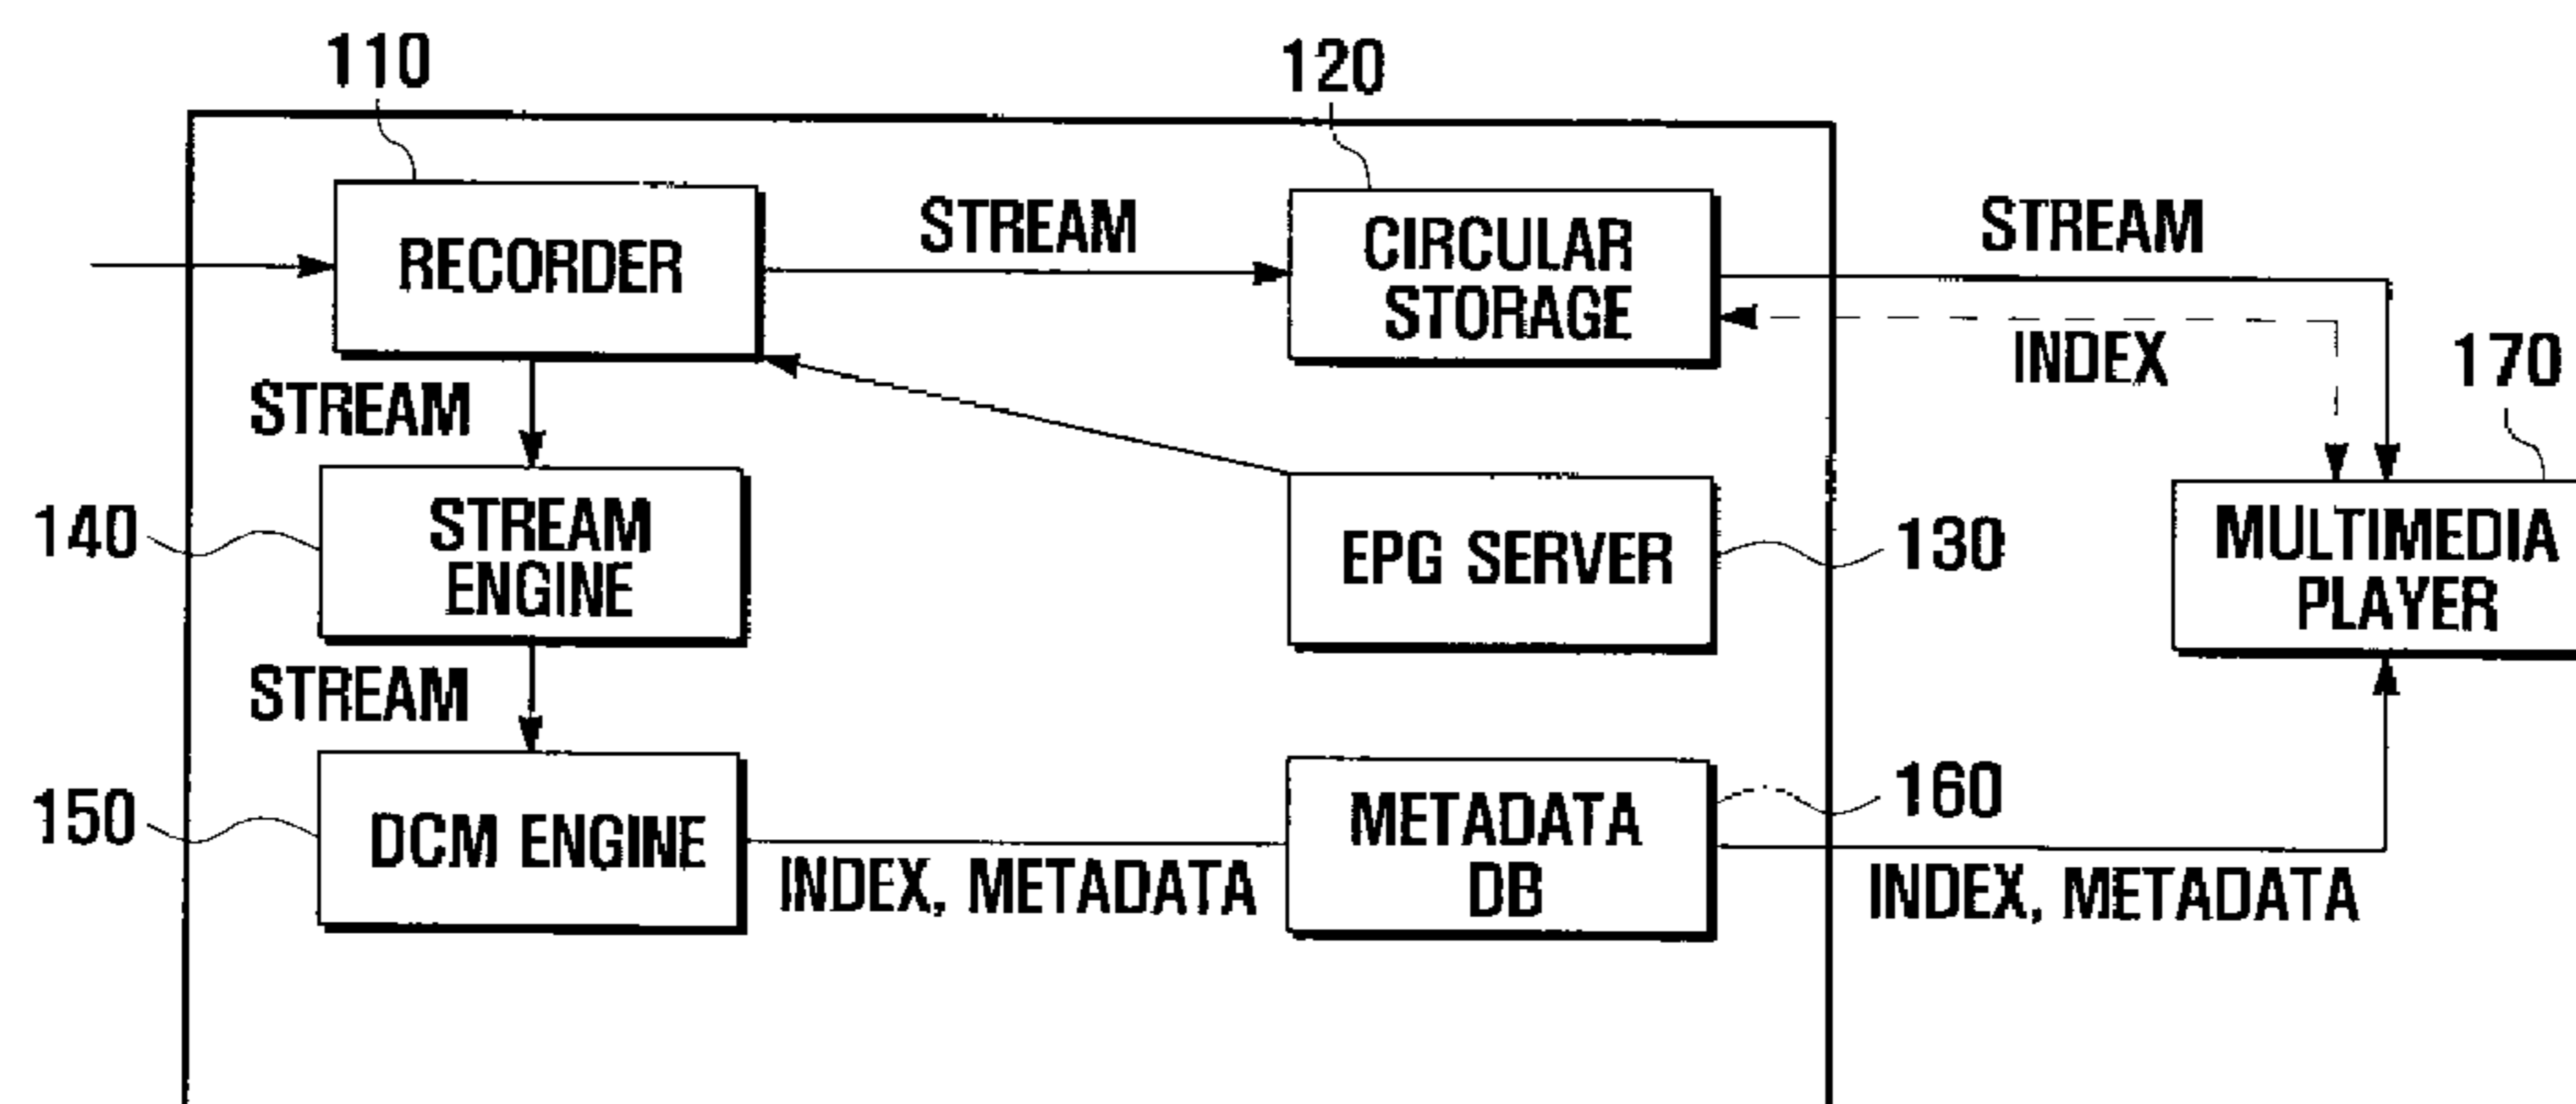 110
120
RECORDER
STREAM
CIRCULAR
STORAGE
STREAM
INDEX
170
STREAM
140
STREAM
ENGINE
EPG SERVER
130
MULTIMEDIA
PLAYER
STREAM
150
DCM ENGINE
INDEX, METADATA
METADATA
DB
160
INDEX, METADATA